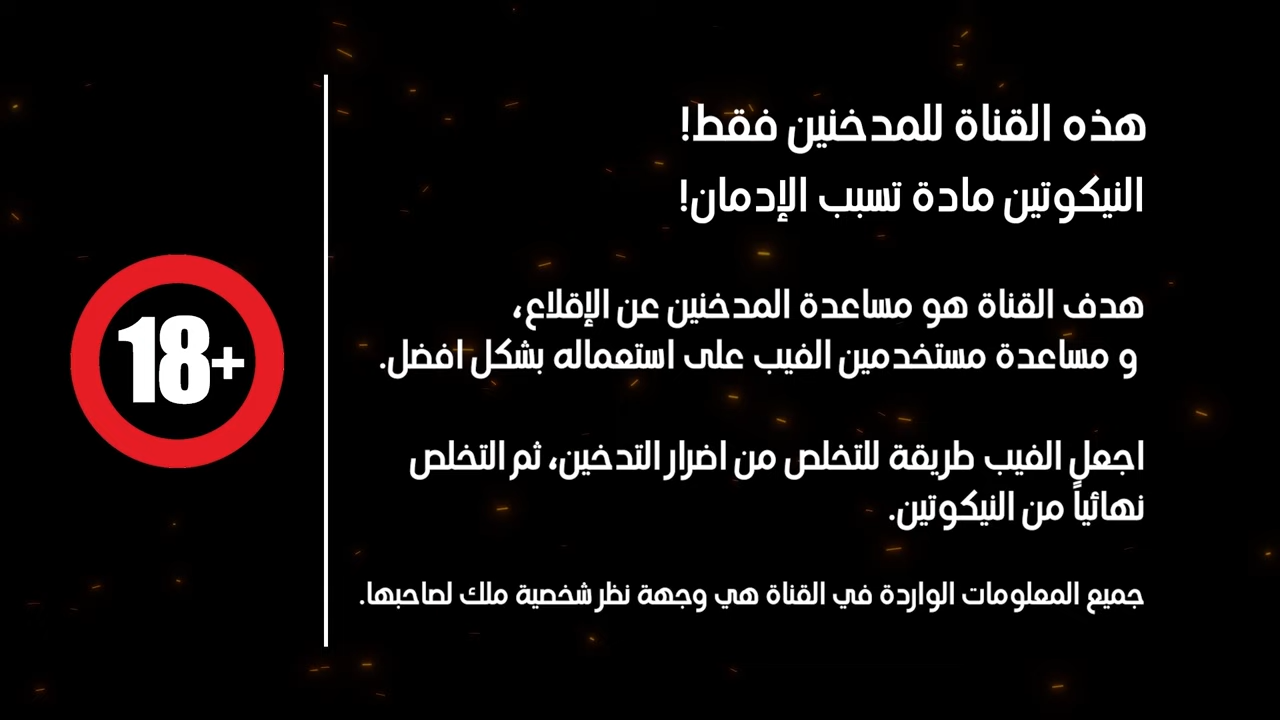 هذه القناة للمدخنين فقط!
النيكوتين مادة تسبب الإدمان!
هدف القناة هو مساعدة المدخنين عن الإقلاع،
و مساعدة مستخدمين الفيب على استعماله بشكل افضل.
اجعل الفيب طريقة للتخلص من اضرار التدخين، ثم التخلص
نهائياً من النيكوتين.
جميع المعلومات الواردة في القناة هي وجهة نظر شخصية ملك لصاحبها.
18+